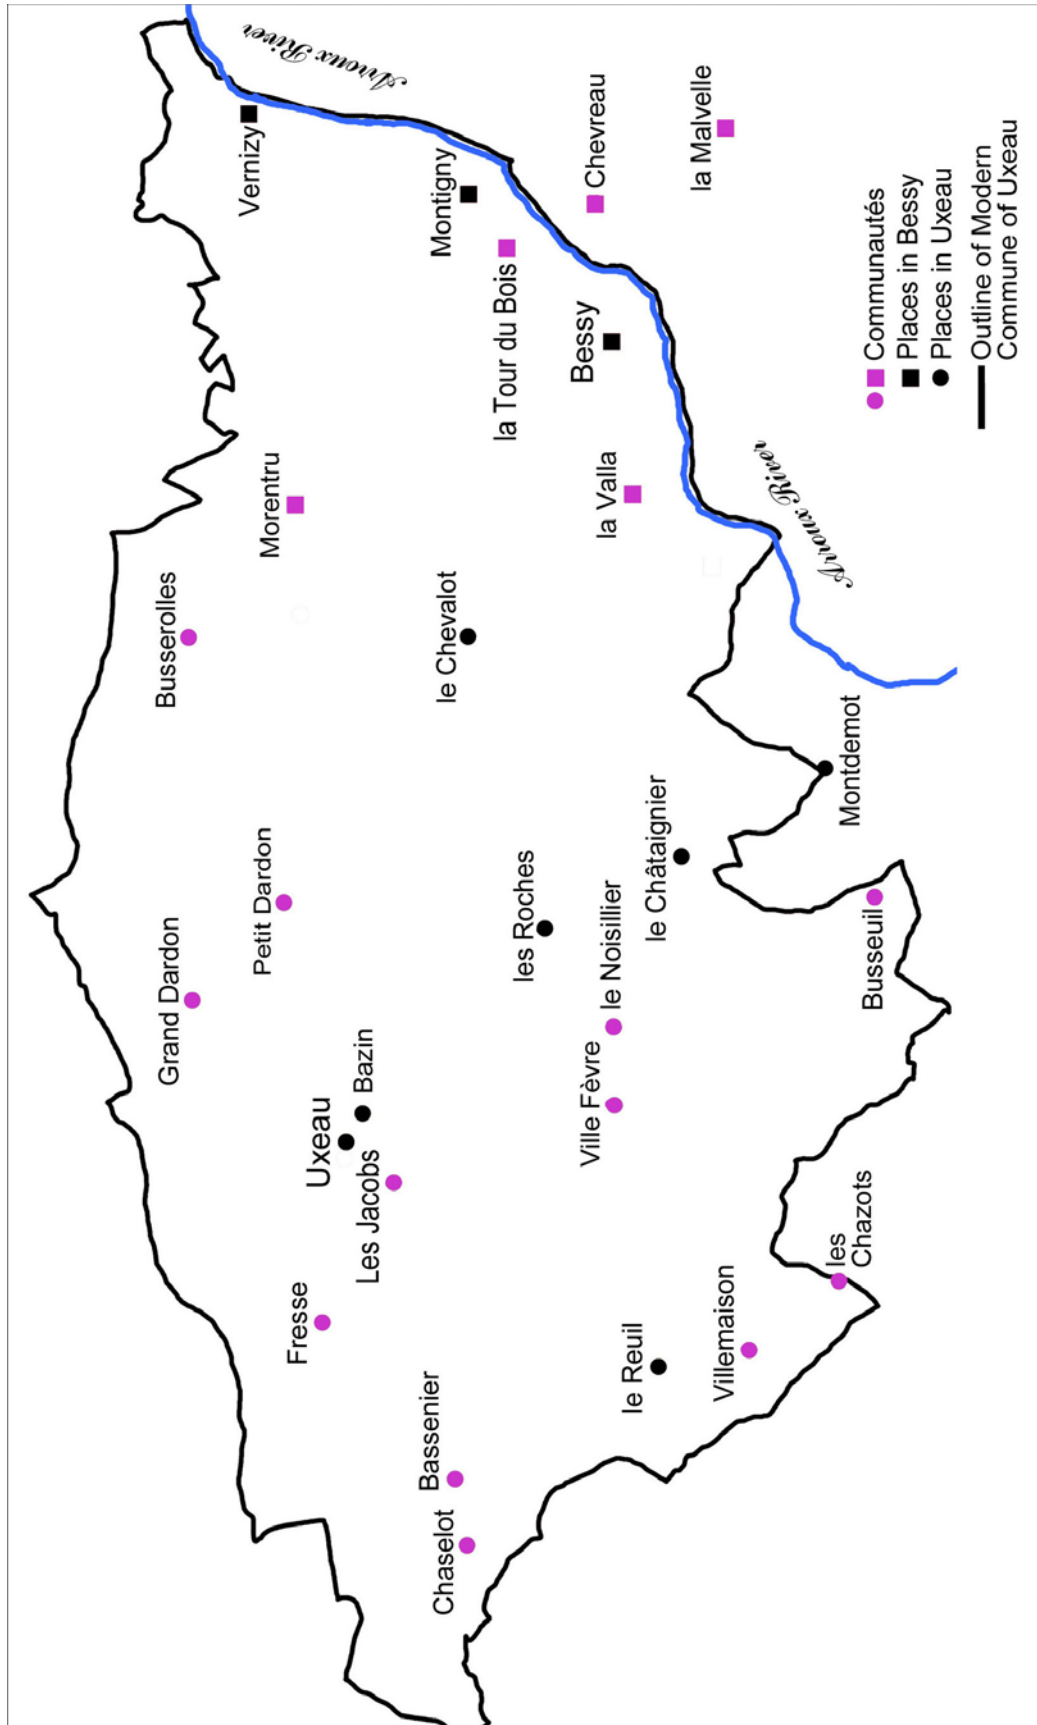 Chaselot
Bassenier
Fresse
Les Jacobs
Uxeau
Bazin
Grand Dardon
Petit Dardon
Busserolles
Morentru
Vernizy
Arroux River
Montigny
la Tour du Bois
Chevreau
la Malvelle
Bessy
la Valla
le Chevalot
les Roches
le Noisillier
Ville Fèvre
le Châtaignier
le Reuil
Villemaison
les
Chazots
Busseuil
Montdemot
Arroux River
Communautés
Places in Bessy
Places in Uxeau
Outline of Modern
Commune of Uxeau